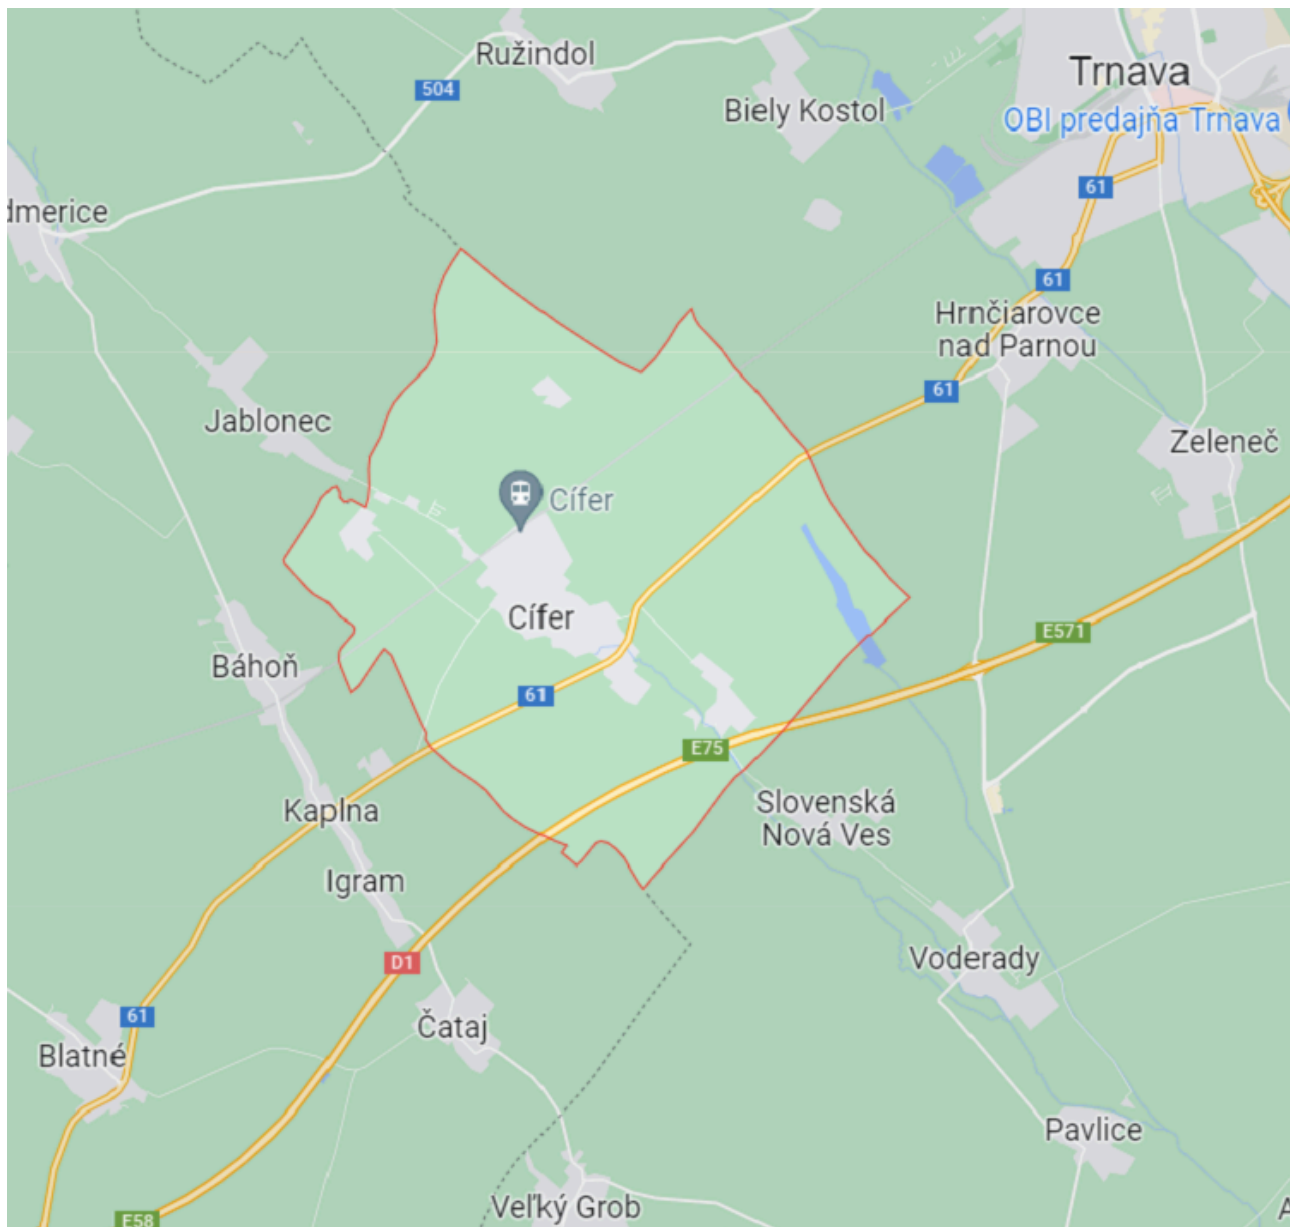 Ružindol
504
Trnava
Biely Kostol
OBI predajňa Trnava
61
dmerice
61
Hrnčiarovce
nad Parnou
61
Jablonec
Zeleneč
Cífer
Cífer
E571
Báhoň
61
E75
Slovenská
Nová Ves
Kaplna
Igram
D1
Voderady
61
Čataj
Blatné
Pavlice
Veľký Grob
E58